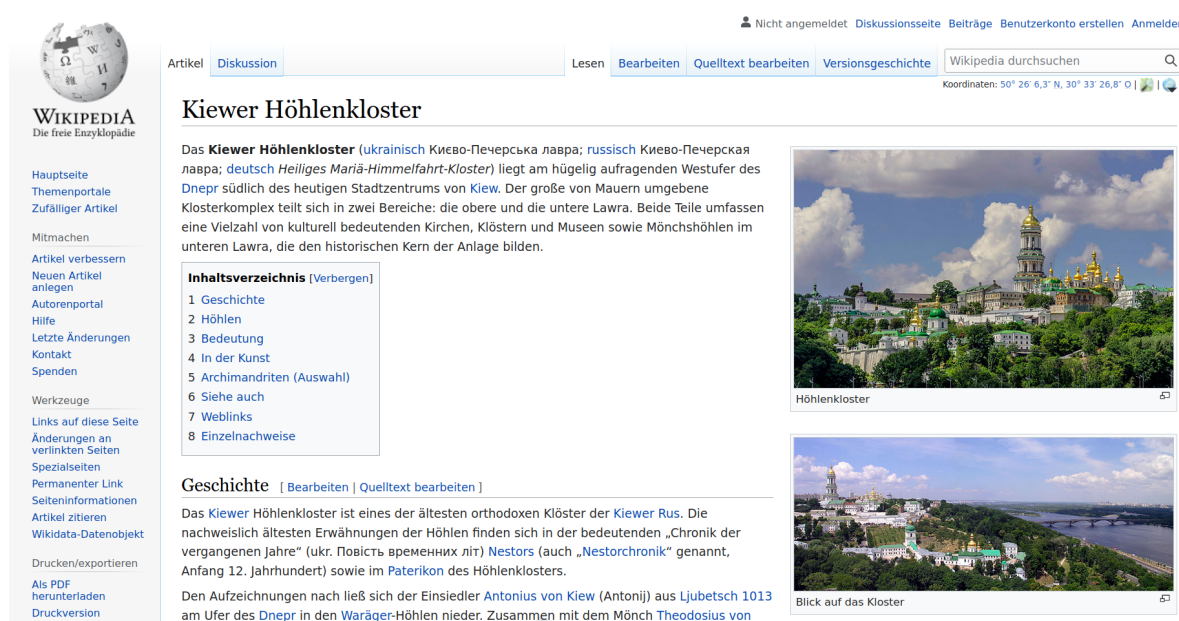 Nicht angemeldet Diskussionsseite Beiträge Benutzerkonto erstellen Anmelden
Artikel Diskussion Lesen Bearbeiten Quelltext bearbeiten Versionsgeschichte Wikipedia durchsuchen
Koordinaten: 50° 26′ 6,3″ N, 30° 33′ 26,8″ O | |
WIKIPEDIA
Die freie Enzyklopädie
Hauptseite
Themenportale
Zufälliger Artikel
Mitmachen
Artikel verbessern
Neuen Artikel
anlegen
Autorenportal
Hilfe
Letzte Änderungen
Kontakt
Spenden
Werkzeuge
Links auf diese Seite
Änderungen an
verlinkten Seiten
Spezialseiten
Permanenter Link
Seiteninformationen
Artikel zitieren
Wikidata-Datenobjekt
Drucken/exportieren
Als PDF
herunterladen
Druckversion
Kiewer Höhlenkloster
Das Kiewer Höhlenkloster (ukrainisch Києво-Печерська лавра; russisch Киево-Печерская
лавра; deutsch Heiliges Mariä-Himmelfahrt-Kloster) liegt am hügelig aufragenden Westufer des
Dnepr südlich des heutigen Stadtzentrums von Kiew. Der große von Mauern umgebene
Klosterkomplex teilt sich in zwei Bereiche: die obere und die untere Lawra. Beide Teile umfassen
eine Vielzahl von kulturell bedeutenden Kirchen, Klöstern und Museen sowie Mönchshöhlen im
unteren Lawra, die den historischen Kern der Anlage bilden.
Inhaltsverzeichnis [Verbergen]
1 Geschichte
2 Höhlen
3 Bedeutung
4 In der Kunst
5 Archimandriten (Auswahl)
6 Siehe auch
7 Weblinks
8 Einzelnachweise
Geschichte [ Bearbeiten | Quelltext bearbeiten ]
Das Kiewer Höhlenkloster ist eines der ältesten orthodoxen Klöster der Kiewer Rus. Die
nachweislich ältesten Erwähnungen der Höhlen finden sich in der bedeutenden „Chronik der
vergangenen Jahre“ (ukr. Повість временних літ) Nestors (auch „Nestorchronik“ genannt,
Anfang 12. Jahrhundert) sowie im Paterikon des Höhlenklosters.
Den Aufzeichnungen nach ließ sich der Einsiedler Antonius von Kiew (Antonij) aus Ljubetsch 1013
am Ufer des Dnepr in den Waräger-Höhlen nieder. Zusammen mit dem Mönch Theodosius von
Höhlenkloster
Blick auf das Kloster